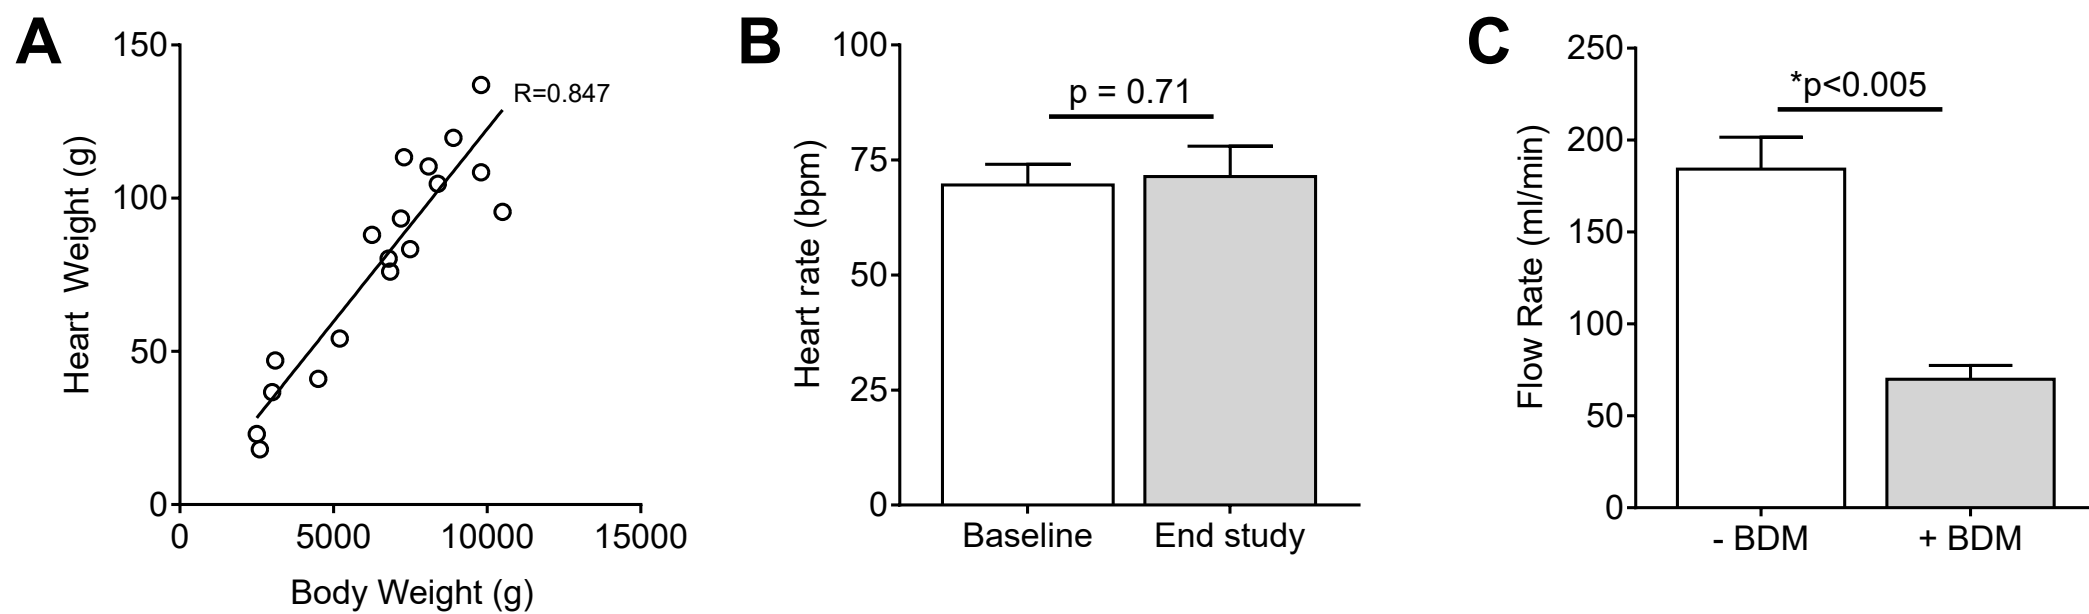 A
Heart Weight (g)
150
100
50
0
R=0.847
0 5000 10000 15000
Body Weight (g)
B
Heart rate (bpm)
100
75
50
25
0
p = 0.71
Baseline End study
C
Flow Rate (ml/min)
250
200
150
100
50
0
*p<0.005
- BDM + BDM